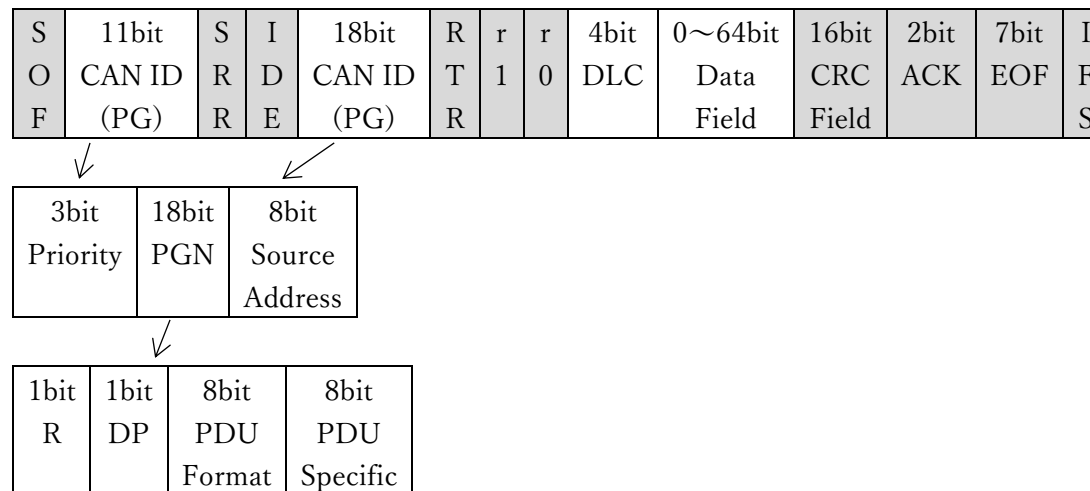 S 11bit S I 18bit R r r 4bit 0～64bit 16bit 2bit 7bit I
O CAN ID R D CAN ID T 1 0 DLC Data CRC ACK EOF F
F (PG) R E (PG) R Field Field S
3bit 18bit 8bit
Priority PGN Source
Address
1bit 1bit 8bit 8bit
R DP PDU PDU
Format Specific